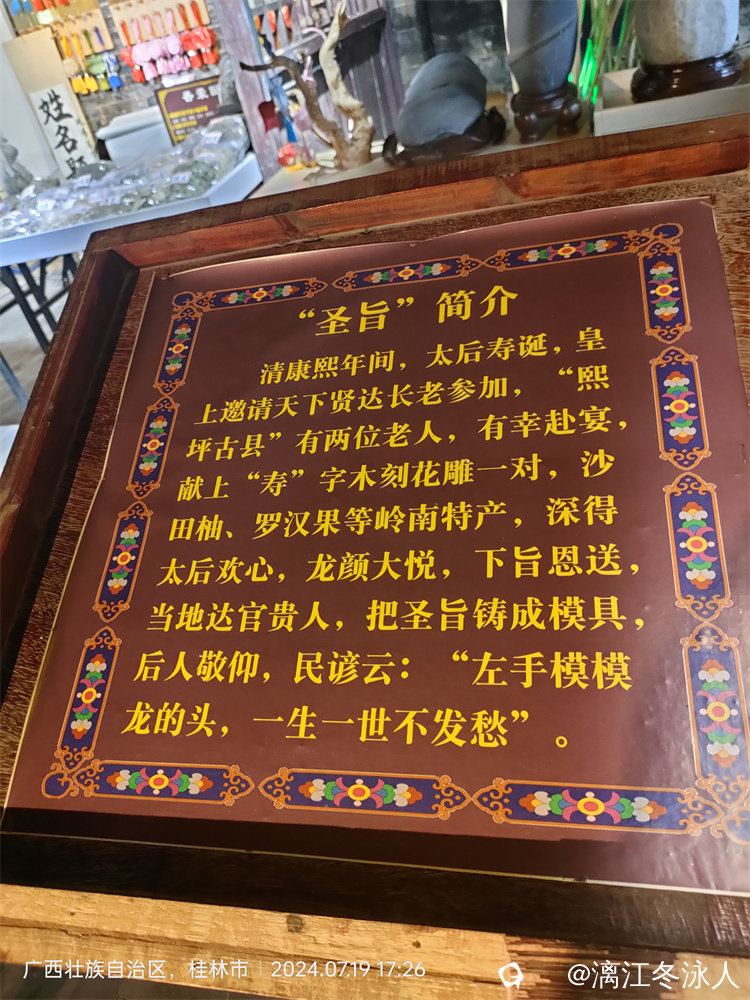 姓名
“圣旨”简介
清康熙年间，太后寿诞，皇
上邀请天下贤达长老参加，“熙
坪古县”有两位老人，有幸赴宴，
献上“寿”字木刻花雕一对，沙
田柚、罗汉果等岭南特产，深得
太后欢心，龙颜大悦，下旨恩送，
当地达官贵人，把圣旨铸成模具，
后人敬仰，民谚云：“左手模模
龙的头，一生一世不发愁”。
广西壮族自治区，桂林市 | 2024.07.19 17:26
@漓江冬泳人